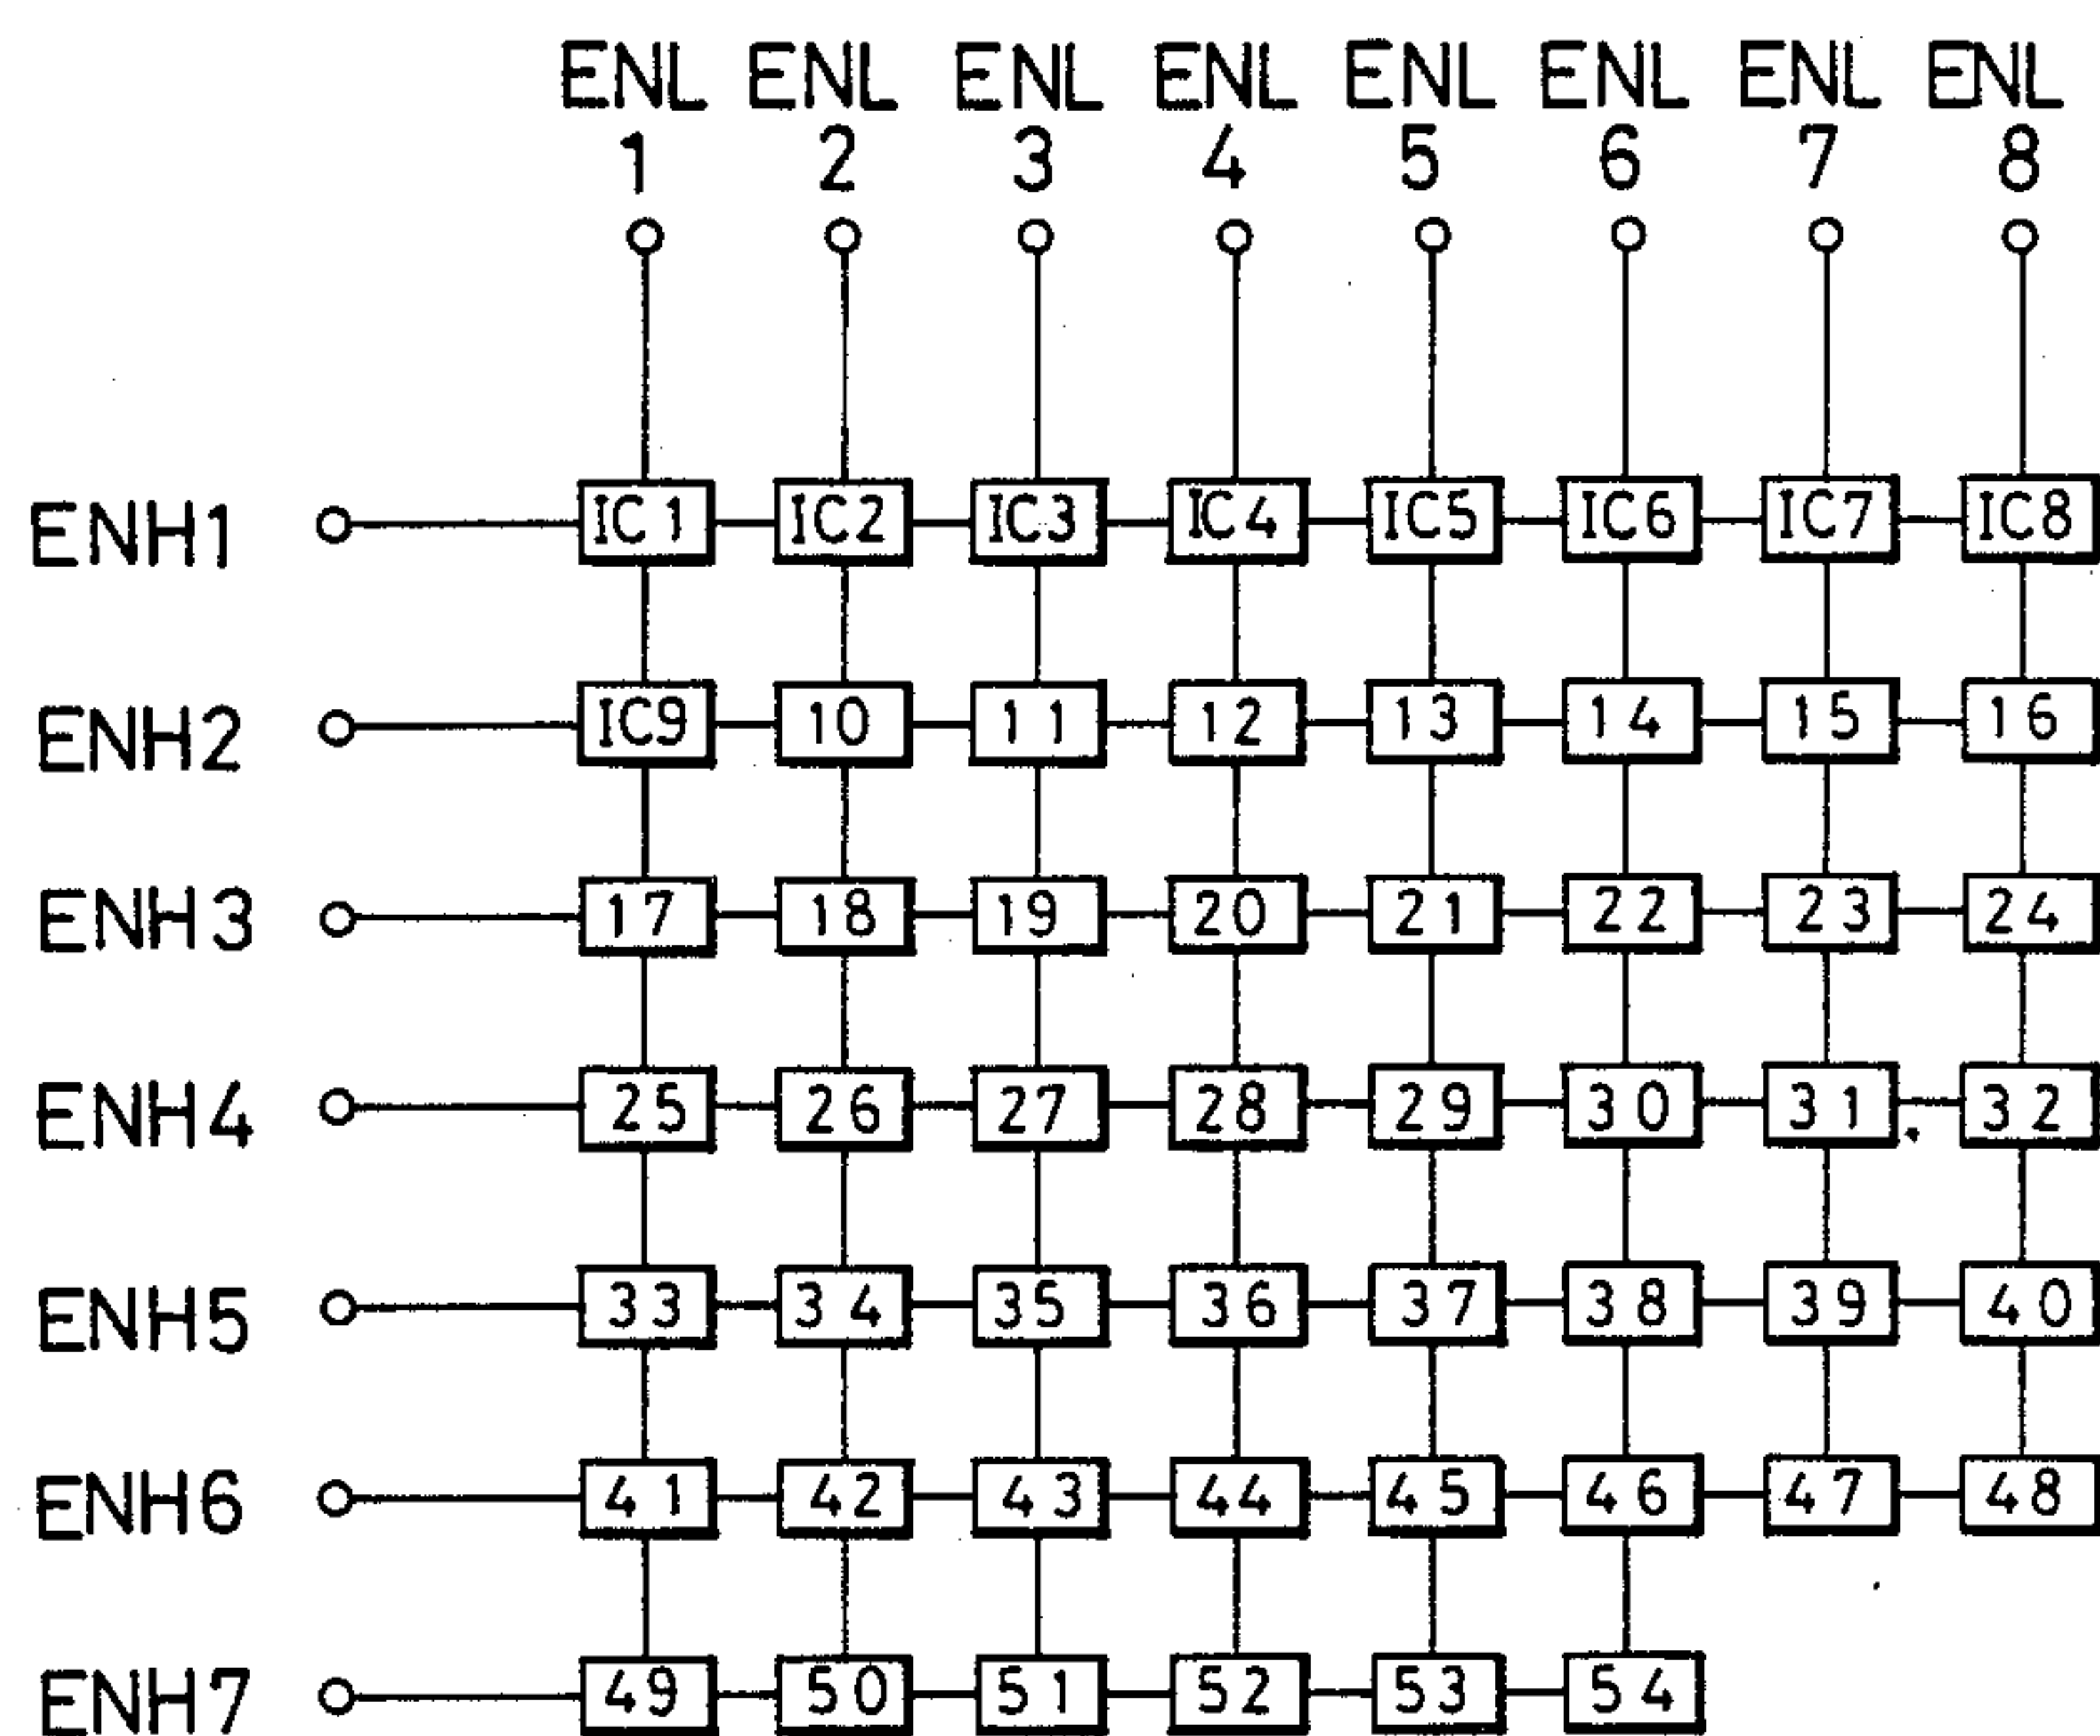 ENL ENL ENL ENL ENL ENL ENL ENL
1 2 3 4 5 6 7 8
ENH1 IC1 IC2 IC3 IC4 IC5 IC6 IC7 IC8
ENH2 IC9 10 11 12 13 14 15 16
ENH3 17 18 19 20 21 22 23 24
ENH4 25 26 27 28 29 30 31 32
ENH5 33 34 35 36 37 38 39 40
ENH6 41 42 43 44 45 46 47 48
ENH7 49 50 51 52 53 54